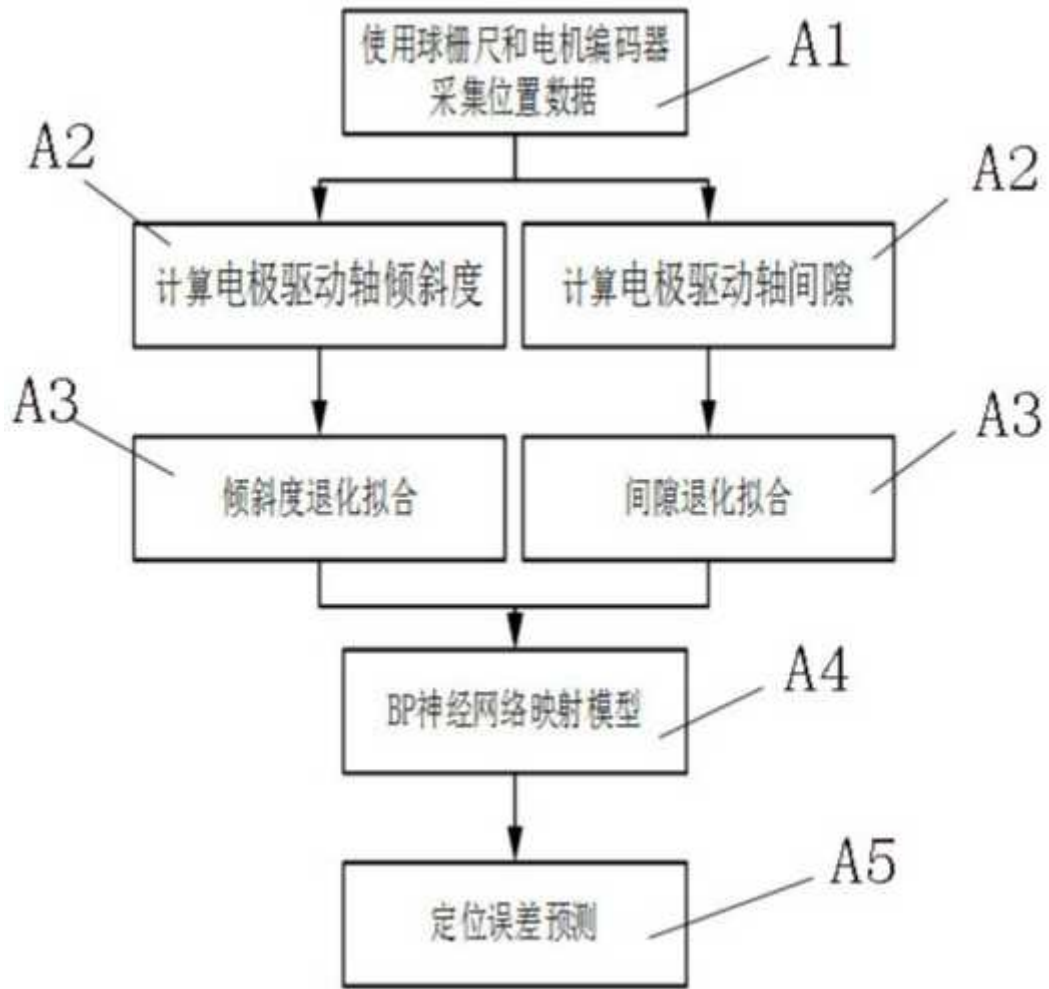 使用球栅尺和电机编码器
采集位置数据
A1
A2
A2
计算电极驱动轴倾斜度
计算电极驱动轴间隙
A3
A3
倾斜度退化拟合
间隙退化拟合
BP神经网络映射模型
A4
定位误差预测
A5